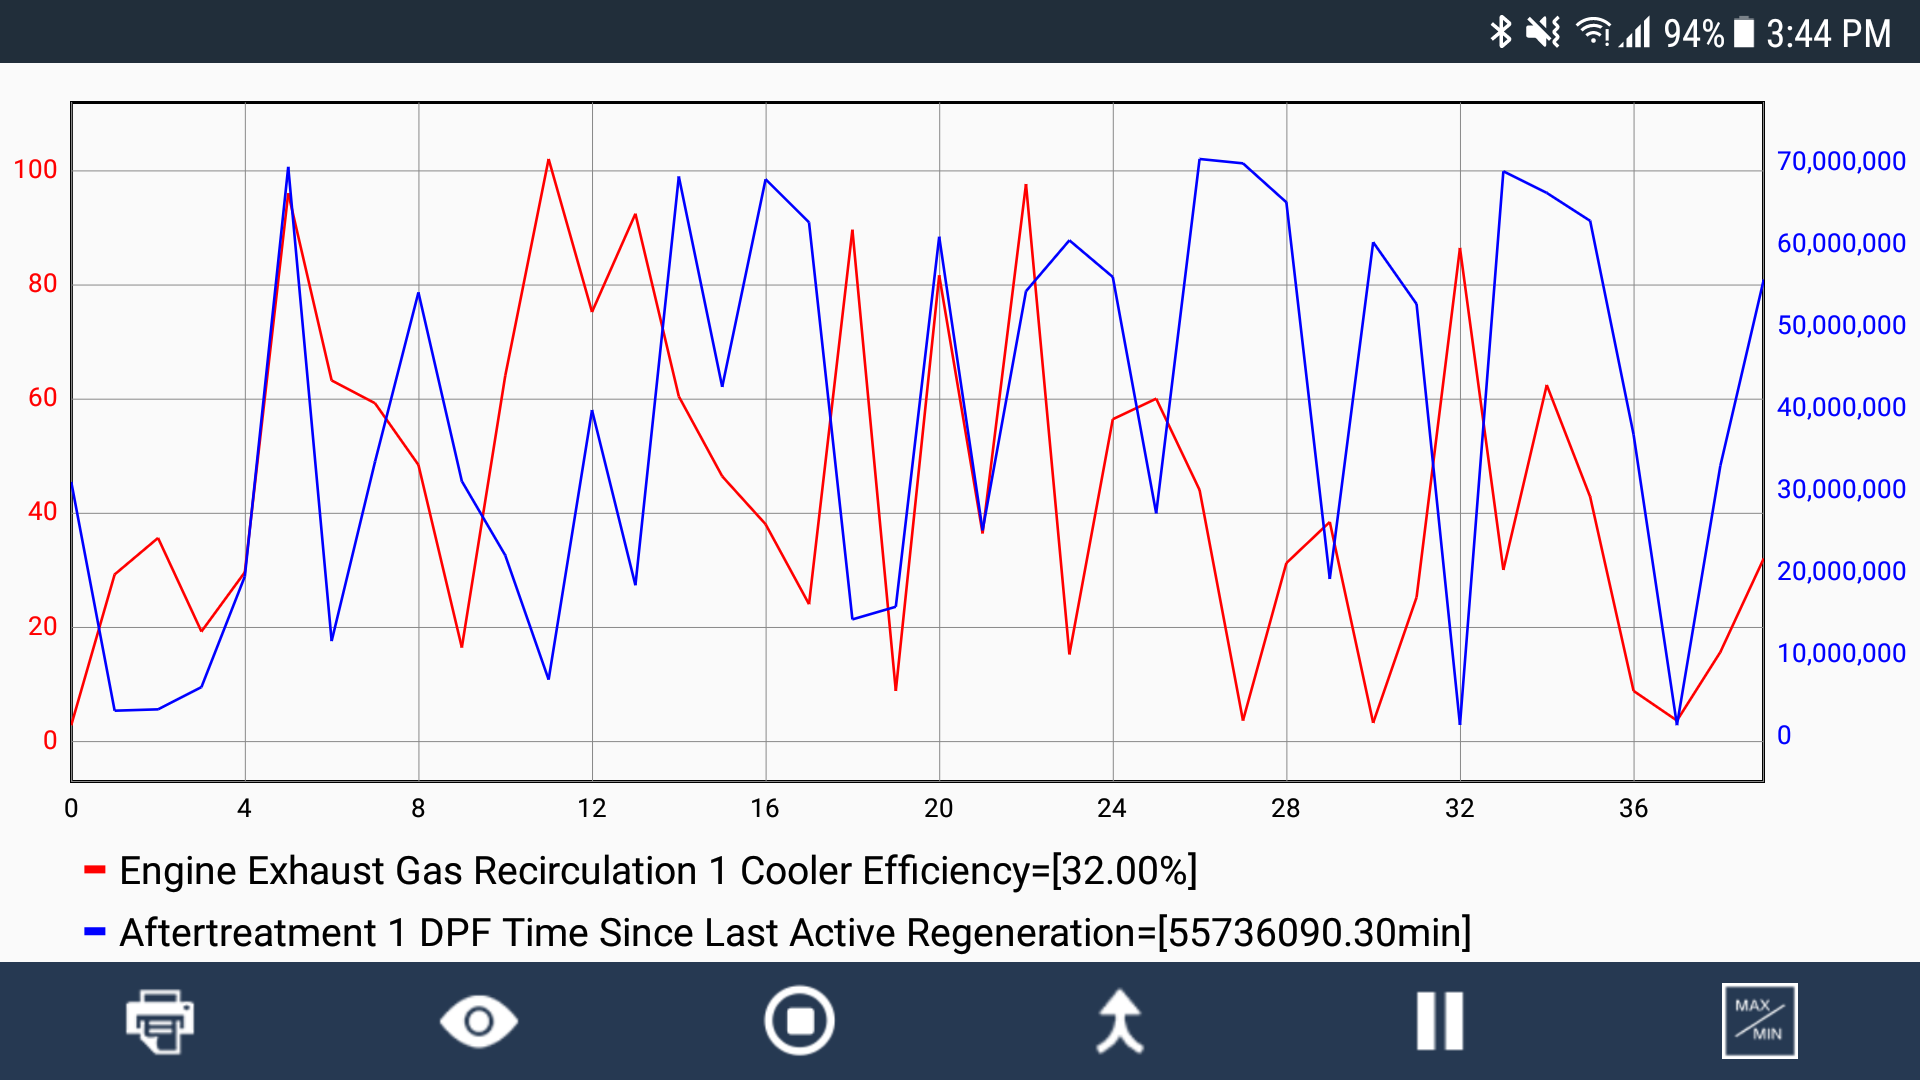 94% 3:44 PM
100 70,000,000
80 60,000,000
60 50,000,000
40 40,000,000
20 30,000,000
0 20,000,000
10,000,000
0
0 4 8 12 16 20 24 28 32 36
Engine Exhaust Gas Recirculation 1 Cooler Efficiency=[32.00%]
Aftertreatment 1 DPF Time Since Last Active Regeneration=[55736090.30min]
MAX
MIN